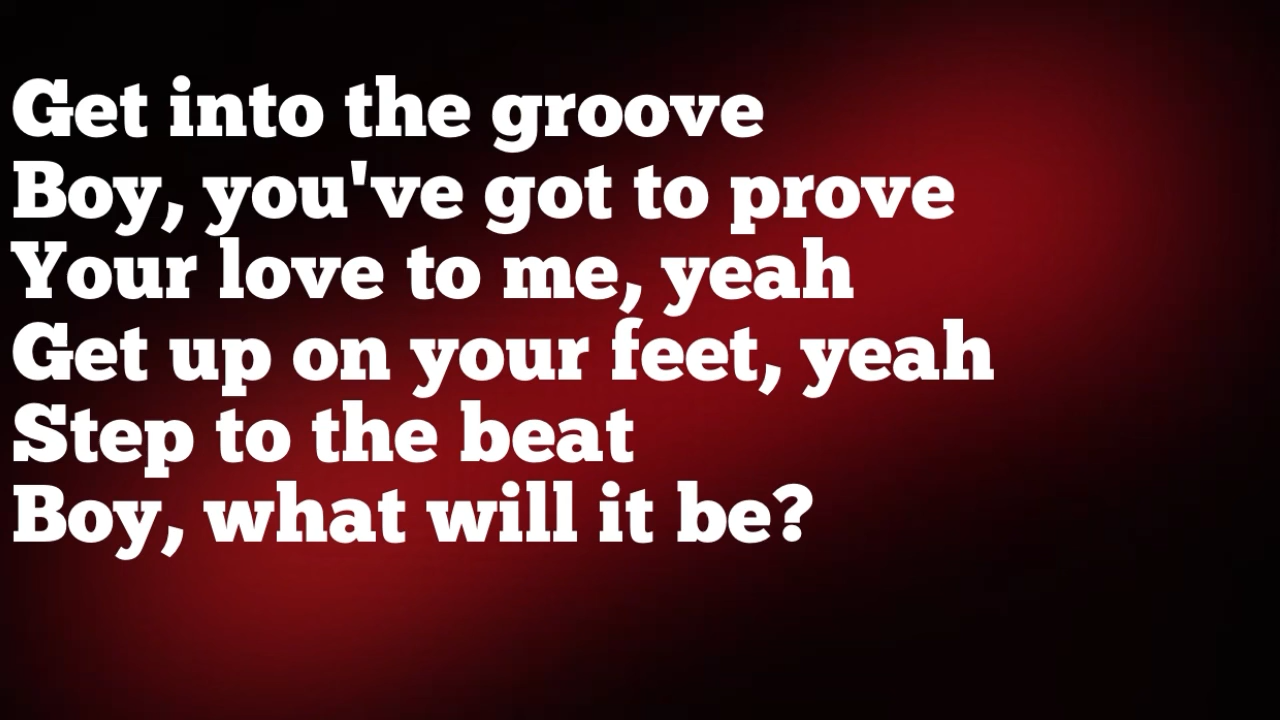 Get into the groove
Boy, you've got to prove
Your love to me, yeah
Get up on your feet, yeah
Step to the beat
Boy, what will it be?